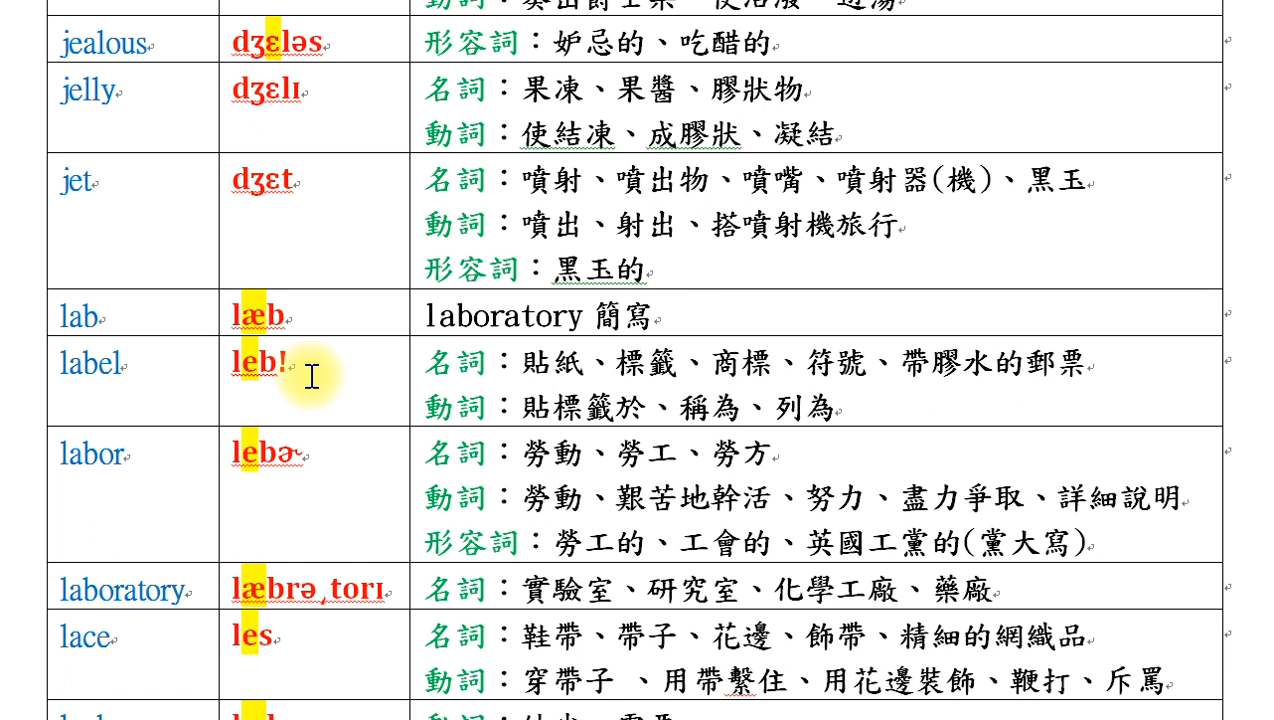 jealous dʒɛləs 形容詞：妒忌的、吃醋的
jelly dʒɛlɪ 名詞：果凍、果醬、膠狀物
動詞：使結凍、成膠狀、凝結
jet dʒɛt 名詞：噴射、噴出物、噴嘴、噴射器(機)、黑玉
動詞：噴出、射出、搭噴射機旅行
形容詞：黑玉的
lab læb laboratory 簡寫
label leb! 名詞：貼紙、標籤、商標、符號、帶膠水的郵票
動詞：貼標籤於、稱為、列為
labor lebɚ 名詞：勞動、勞工、勞方
動詞：勞動、艱苦地幹活、努力、盡力爭取、詳細說明
形容詞：勞工的、工會的、英國工黨的(黨大寫)
laboratory læbrə͵torɪ 名詞：實驗室、研究室、化學工廠、藥廠
lace les 名詞：鞋帶、帶子、花邊、飾帶、精細的網織品
動詞：穿帶子 、用帶繫住、用花邊裝飾、鞭打、斥罵